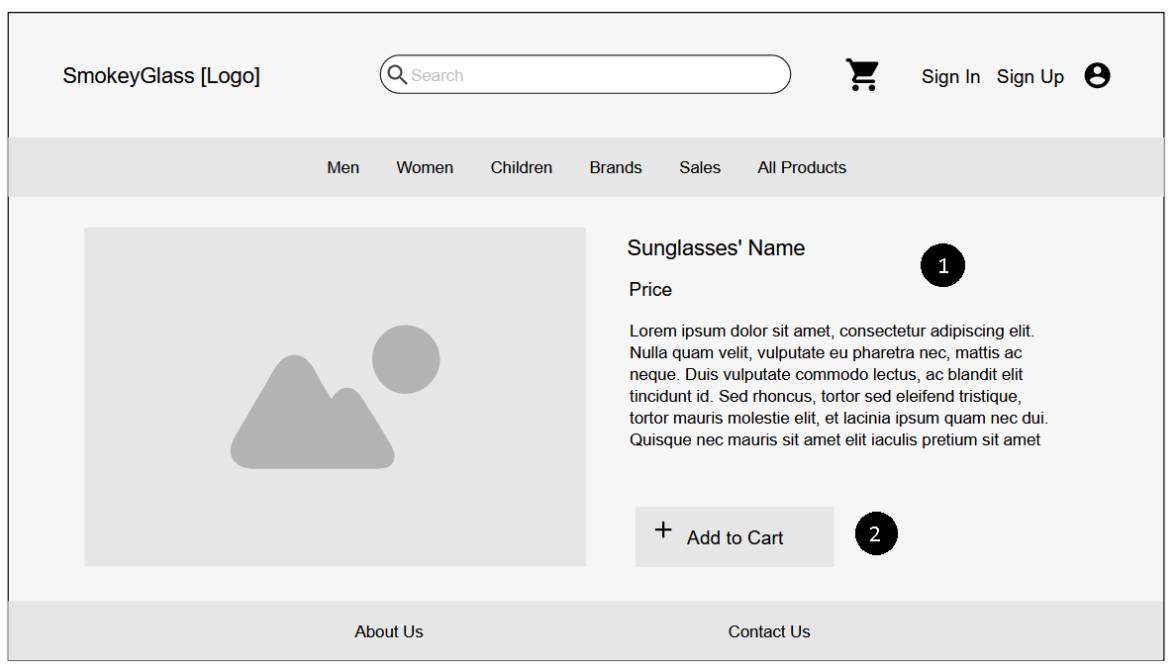 SmokeyGlass [Logo]
Search
Sign In Sign Up
Men Women Children Brands Sales All Products
Sunglasses' Name
1
Price
Lorem ipsum dolor sit amet, consectetur adipiscing elit.
Nulla quam velit, vulputate eu pharetra nec, mattis ac
neque. Duis vulputate commodo lectus, ac blandit elit
tincidunt id. Sed rhoncus, tortor sed eleifend tristique,
tortor mauris molestie elit, et lacinia ipsum quam nec dui.
Quisque nec mauris sit amet elit iaculis pretium sit amet
+ Add to Cart
2
About Us Contact Us